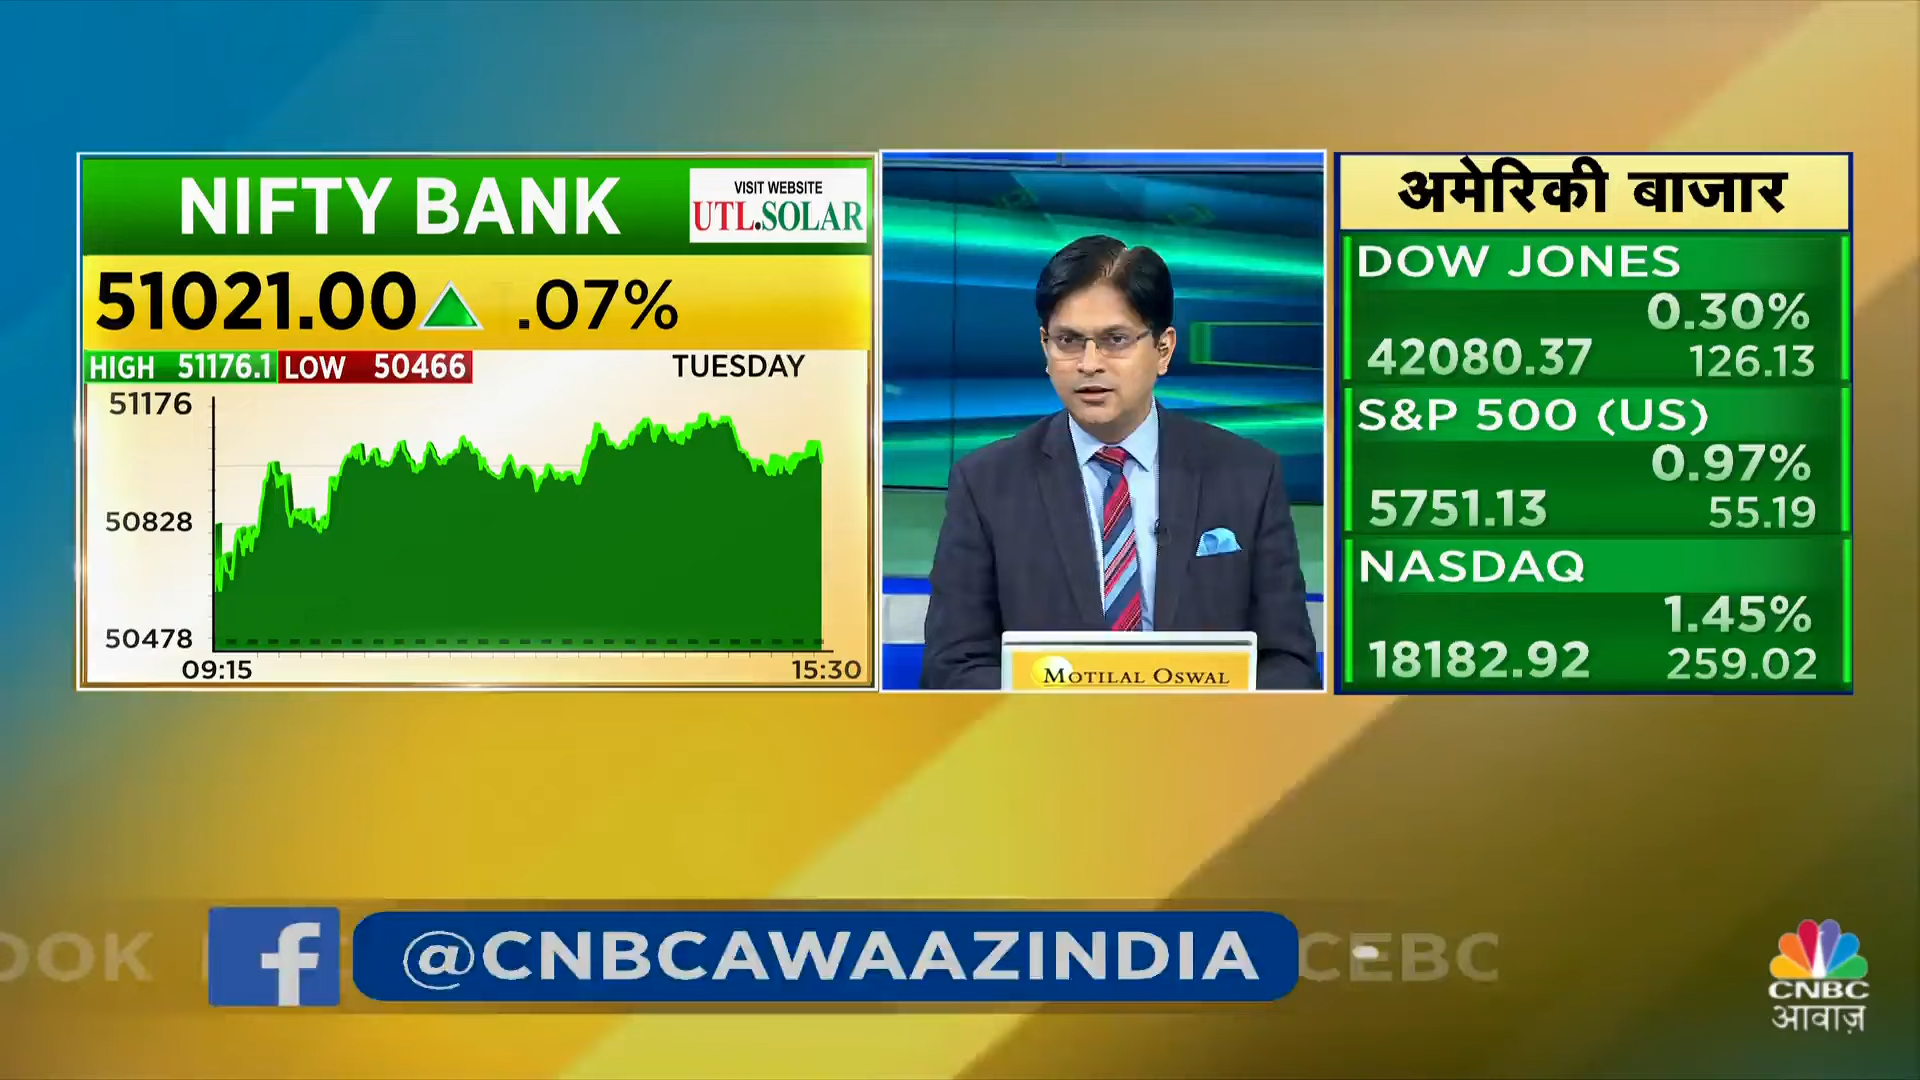 NIFTY BANK
VISIT WEBSITE
UTL.SOLAR
51021.00 .07%
HIGH 51176.1 LOW 50466
TUESDAY
51176
50828
50478
09:15
15:30
MOTILAL OSWAL
अमेरिकी बाजार
DOW JONES
0.30%
42080.37 126.13
S&P 500 (US)
0.97%
5751.13 55.19
NASDAQ
1.45%
18182.92 259.02
@CNBCAWAAZINDIA
CNBC
आवाज़